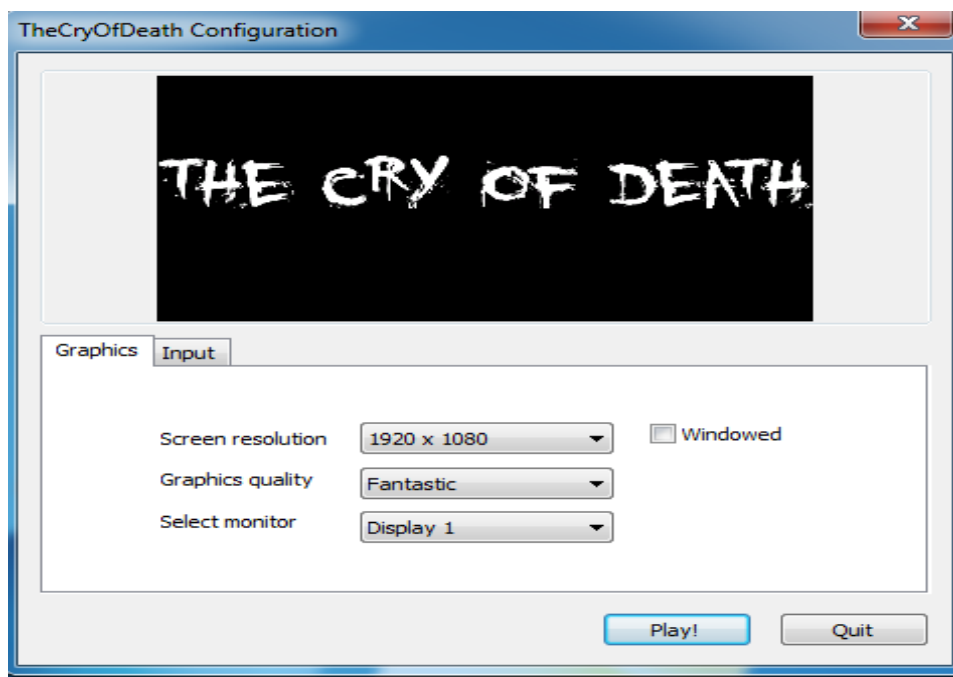 TheCryOfDeath Configuration
THE CRY OF DEATH
Graphics Input
Screen resolution 1920 x 1080 Windowed
Graphics quality Fantastic
Select monitor Display 1
Play! Quit